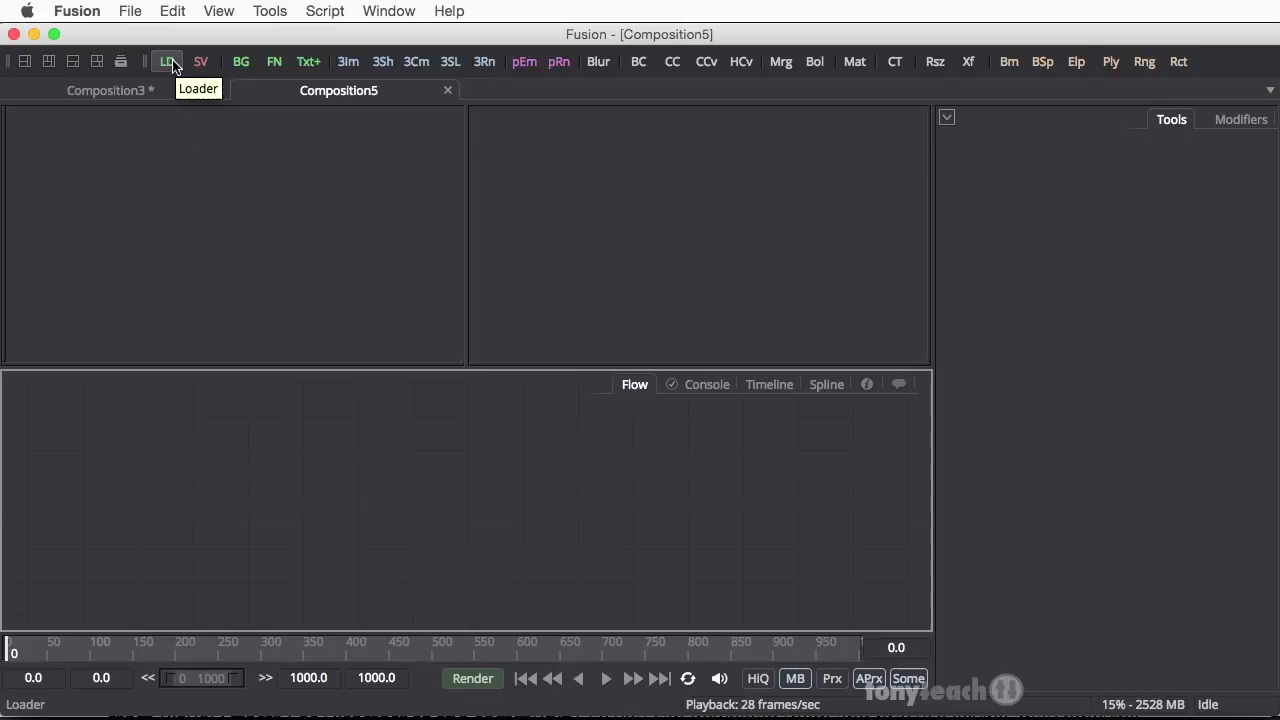 Fusion File Edit View Tools Script Window Help
Fusion - [Composition5]
LD SV BG FN Txt+ 3Im 3Sh 3Cm 3SL 3Rn pEm pRn Blur BC CC CCv HCv Mrg Bol Mat CT Rsz Xf Bm BSp Elp Ply Rng Rct
Composition3 * Composition5
Loader
Tools Modifiers
Flow Console Timeline Spline
50 100 150 200 250 300 350 400 450 500 550 600 650 700 750 800 850 900 950
0 0.0
0.0 0.0 << 0 1000 >> 1000.0 1000.0 Render HiQ MB Prx APrx Some
tonyteach
Loader Playback: 28 frames/sec 15% - 2528 MB Idle